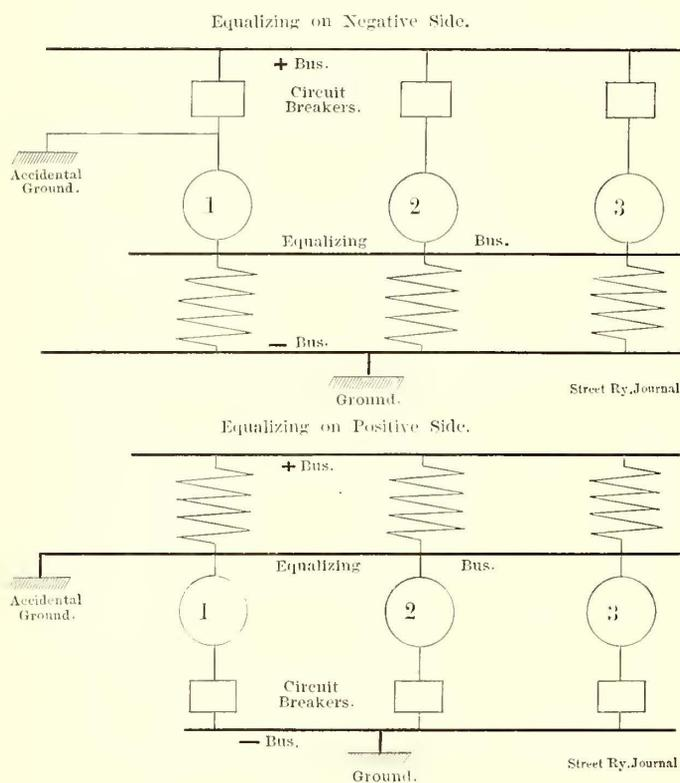 Equalizing on Negative Side.
+ Bus.
Circuit
Breakers.
Accidental
Ground.
1
2
3
Equalizing Bus.
— Bus.
Ground.
Street Ry. Journal
Equalizing on Positive Side.
+ Bus.
Equalizing Bus.
Accidental
Ground.
1
2
3
Circuit
Breakers.
— Bus.
Ground.
Street Ry. Journal